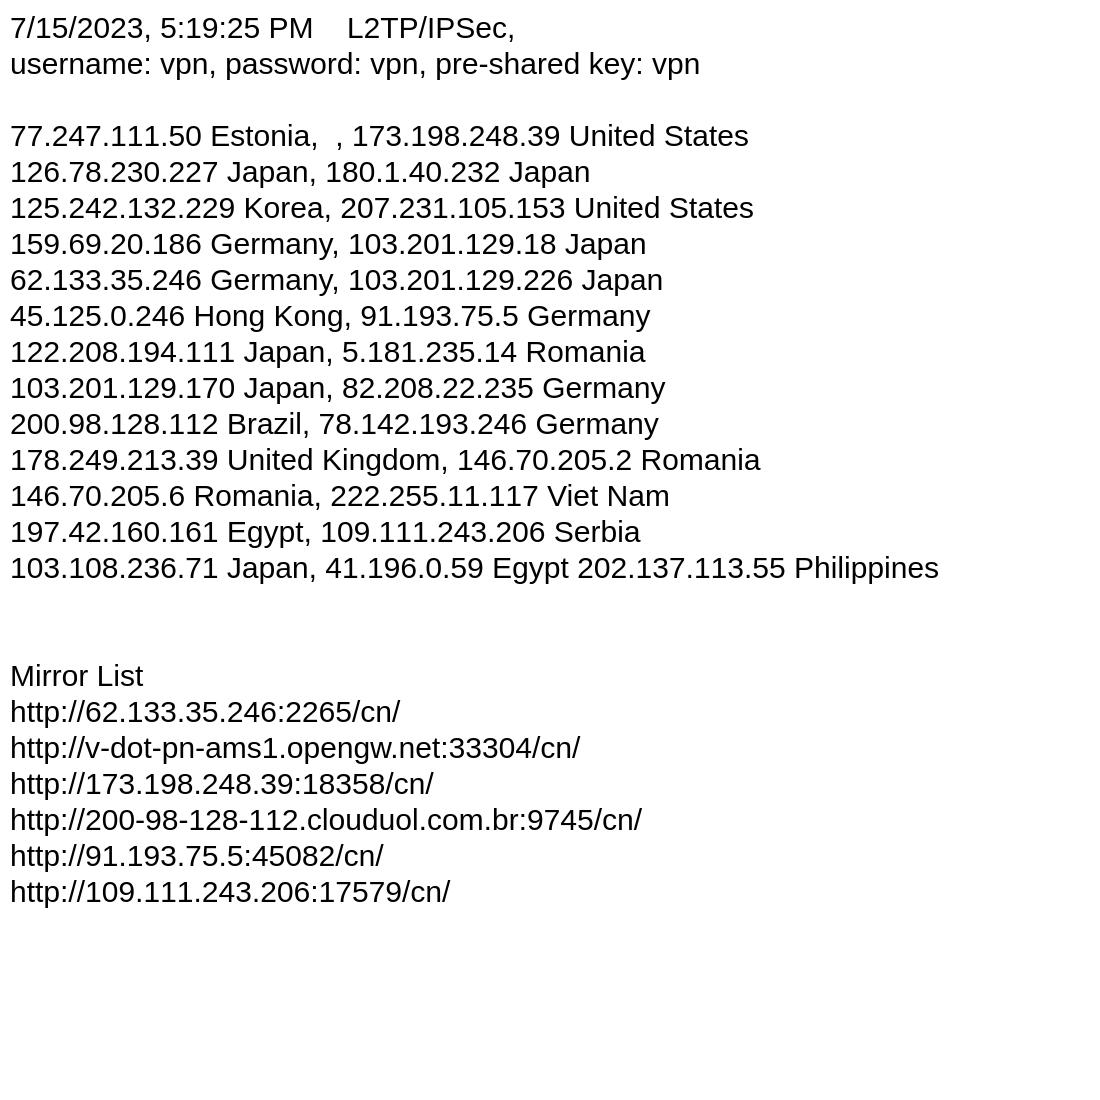 7/15/2023, 5:19:25 PM    L2TP/IPSec,
username: vpn, password: vpn, pre-shared key: vpn
77.247.111.50 Estonia,  , 173.198.248.39 United States
126.78.230.227 Japan, 180.1.40.232 Japan
125.242.132.229 Korea, 207.231.105.153 United States
159.69.20.186 Germany, 103.201.129.18 Japan
62.133.35.246 Germany, 103.201.129.226 Japan
45.125.0.246 Hong Kong, 91.193.75.5 Germany
122.208.194.111 Japan, 5.181.235.14 Romania
103.201.129.170 Japan, 82.208.22.235 Germany
200.98.128.112 Brazil, 78.142.193.246 Germany
178.249.213.39 United Kingdom, 146.70.205.2 Romania
146.70.205.6 Romania, 222.255.11.117 Viet Nam
197.42.160.161 Egypt, 109.111.243.206 Serbia
103.108.236.71 Japan, 41.196.0.59 Egypt 202.137.113.55 Philippines
Mirror List
http://62.133.35.246:2265/cn/
http://v-dot-pn-ams1.opengw.net:33304/cn/
http://173.198.248.39:18358/cn/
http://200-98-128-112.clouduol.com.br:9745/cn/
http://91.193.75.5:45082/cn/
http://109.111.243.206:17579/cn/